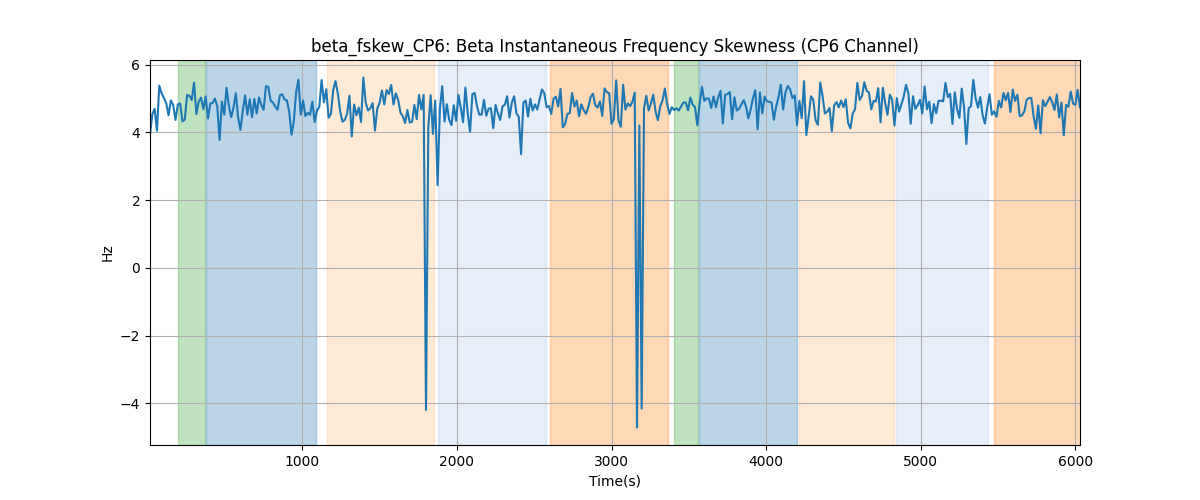 beta_fskew_CP6: Beta Instantaneous Frequency Skewness (CP6 Channel)
6
4
2
0
−2
−4
Hz
1000 2000 3000 4000 5000 6000
Time(s)